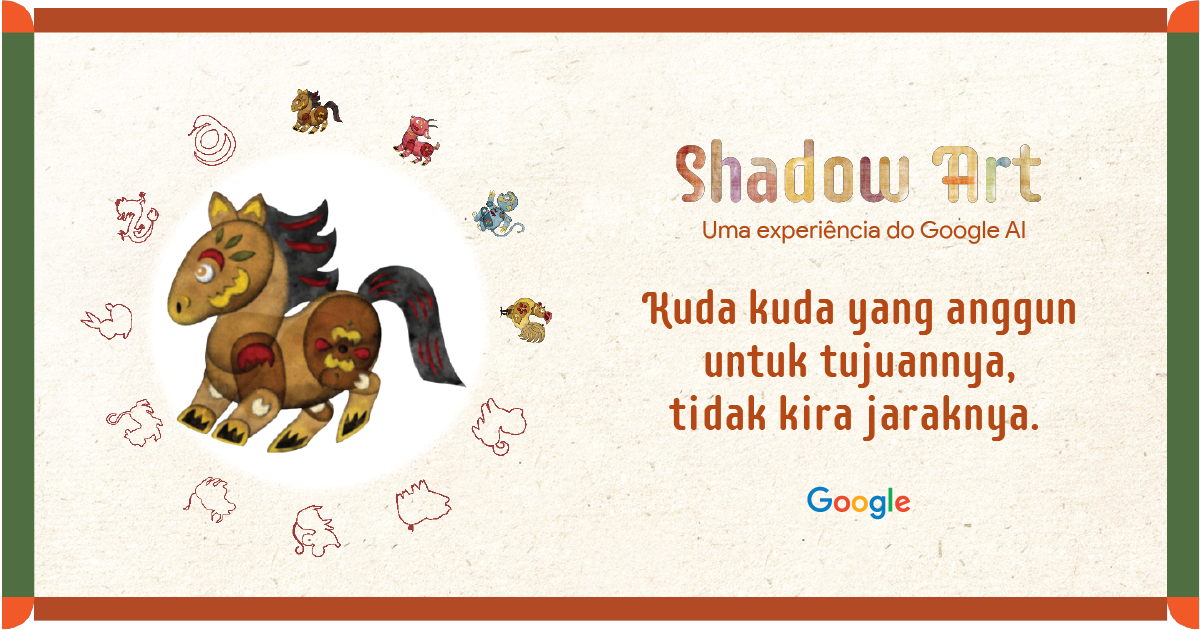 Shadow Art
Uma experiência do Google AI
Kuda kuda yang anggun
untuk tujuannya,
tidak kira jaraknya.
Google